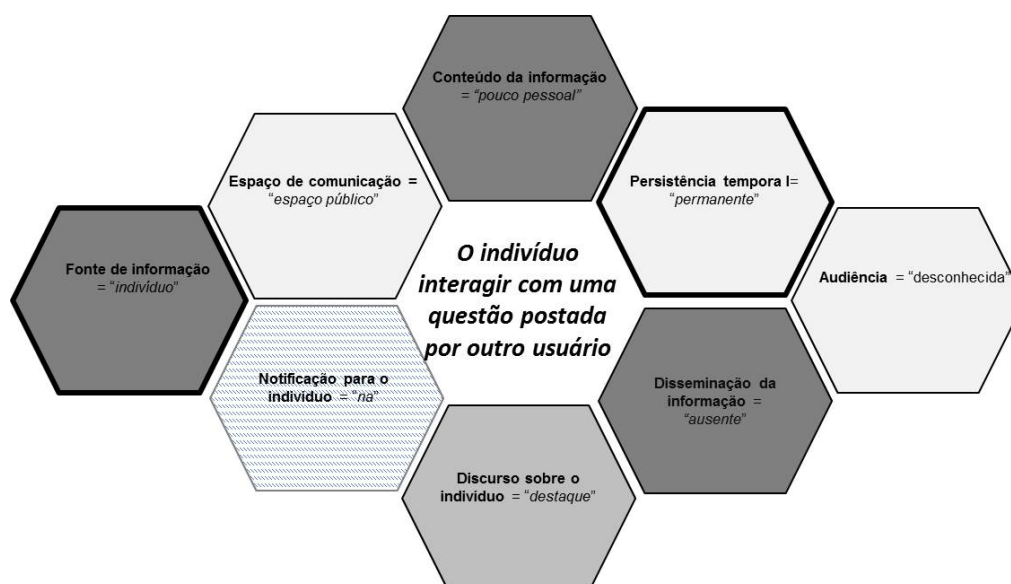 Conteúdo da informação
= “pouco pessoal”
Espaço de comunicação =
“espaço público”
Persistência tempora l=
“permanente”
Fonte de informação
= “indivíduo”
O indivíduo
interagir com uma
questão postada
por outro usuário
Audiência = “desconhecida”
Notificação para o
indivíduo = “na”
Disseminação da
informação =
“ausente”
Discurso sobre o
indivíduo = “destaque”